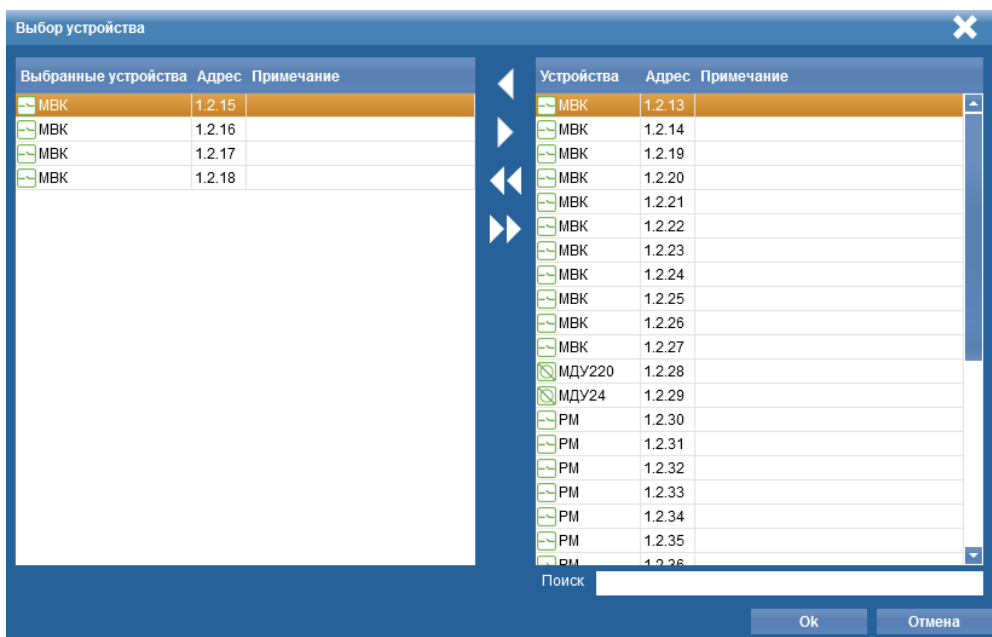 Выбор устройства
Выбранные устройства Адрес Примечание
МВК 1.2.15
МВК 1.2.16
МВК 1.2.17
МВК 1.2.18
Устройства Адрес Примечание
МВК 1.2.13
МВК 1.2.14
МВК 1.2.19
МВК 1.2.20
МВК 1.2.21
МВК 1.2.22
МВК 1.2.23
МВК 1.2.24
МВК 1.2.25
МВК 1.2.26
МВК 1.2.27
МДУ220 1.2.28
МДУ24 1.2.29
РМ 1.2.30
РМ 1.2.31
РМ 1.2.32
РМ 1.2.33
РМ 1.2.34
РМ 1.2.35
РМ 1.2.36
Поиск
Ok Отмена